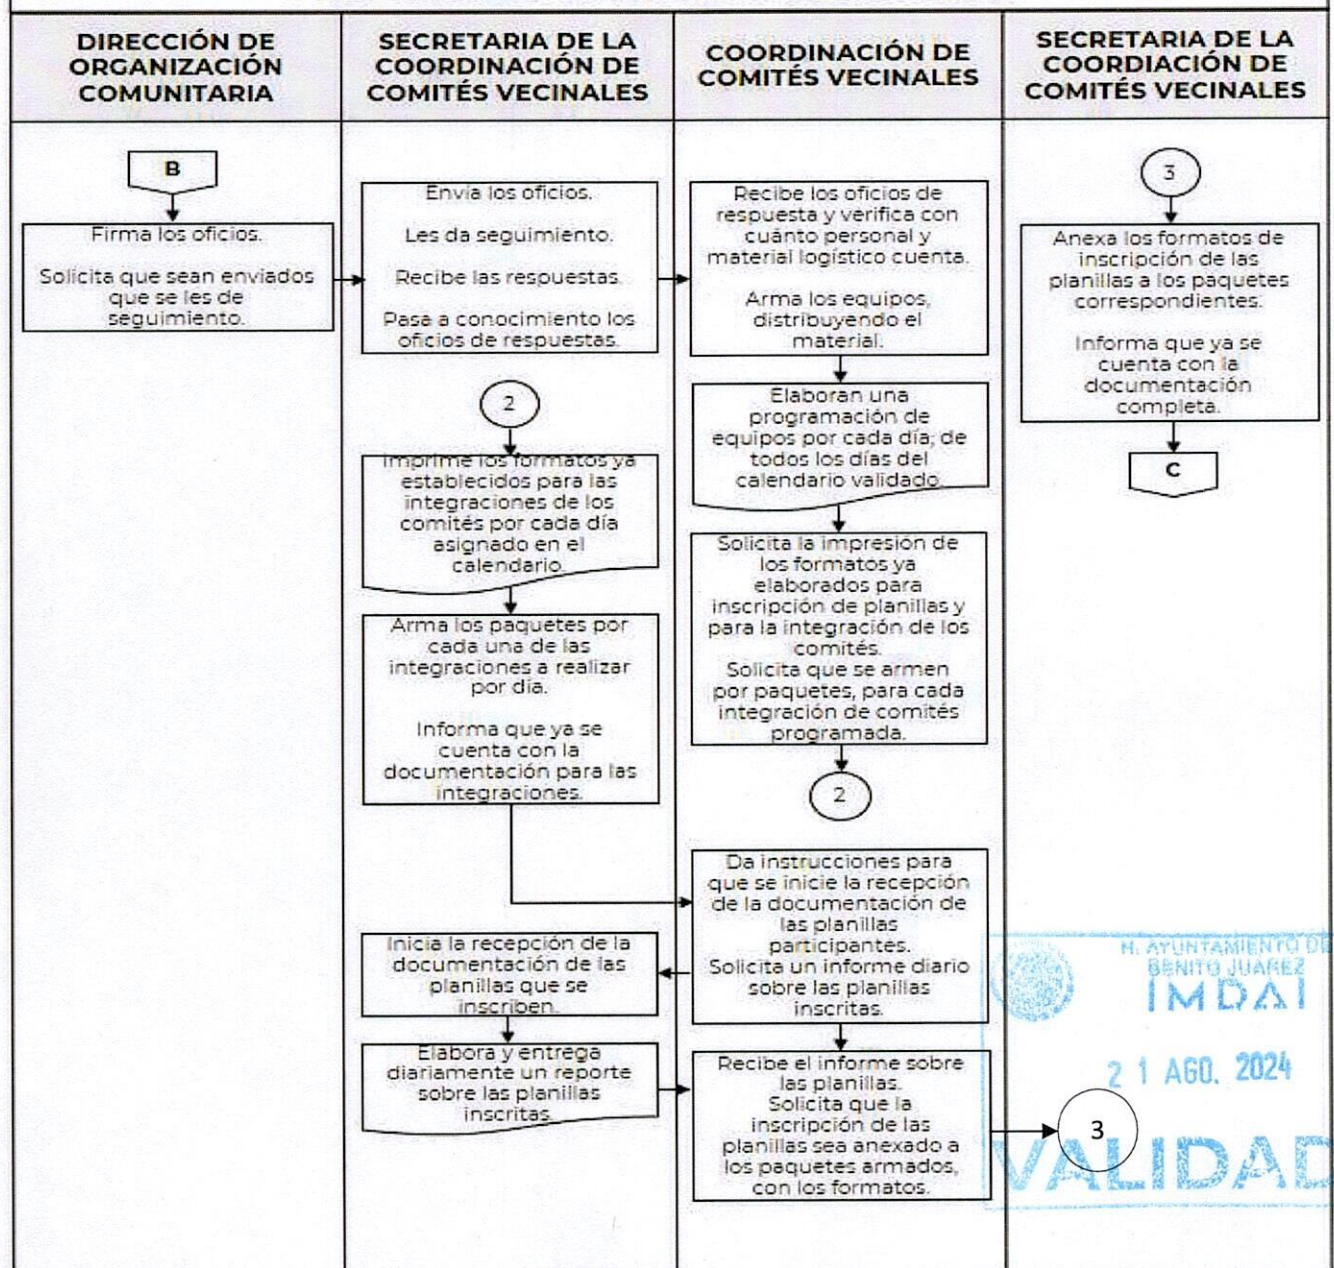 DIRECCIÓN DE
ORGANIZACIÓN
COMUNITARIA
SECRETARIA DE LA
COORDINACIÓN DE
COMITÉS VECINALES
COORDINACIÓN DE
COMITÉS VECINALES
SECRETARIA DE LA
COORDIACIÓN DE
COMITÉS VECINALES
B
Firma los oficios.
Solicita que sean enviados
que se les de
seguimiento.
Envía los oficios.
Les da seguimiento.
Recibe las respuestas.
Pasa a conocimiento los
oficios de respuestas.
2
Imprime los formatos ya
establecidos para las
integraciones de los
comités por cada día
asignado en el
calendario.
Arma los paquetes por
cada una de las
integraciones a realizar
por día.
Informa que ya se
cuenta con la
documentación para las
integraciones.
Inicia la recepción de la
documentación de las
planillas que se
inscriben.
Elabora y entrega
diariamente un reporte
sobre las planillas
inscritas.
Recibe los oficios de
respuesta y verifica con
cuánto personal y
material logístico cuenta.
Arma los equipos,
distribuyendo el
material.
Elaboran una
programación de
equipos por cada día; de
todos los días del
calendario validado.
Solicita la impresión de
los formatos ya
elaborados para
inscripción de planillas y
para la integración de los
comités.
Solicita que se armen
por paquetes, para cada
integración de comités
programada.
2
Da instrucciones para
que se inicie la recepción
de la documentación de
las planillas
participantes.
Solicita un informe diario
sobre las planillas
inscritas.
Recibe el informe sobre
las planillas.
Solicita que la
inscripción de las
planillas sea anexado a
los paquetes armados,
con los formatos.
3
Anexa los formatos de
inscripción de las
planillas a los paquetes
correspondientes.
Informa que ya se
cuenta con la
documentación
completa.
C
H. AYUNTAMIENTO DE
BENITO JUÁREZ
IMDAI
21 AGO. 2024
3
VALIDAD